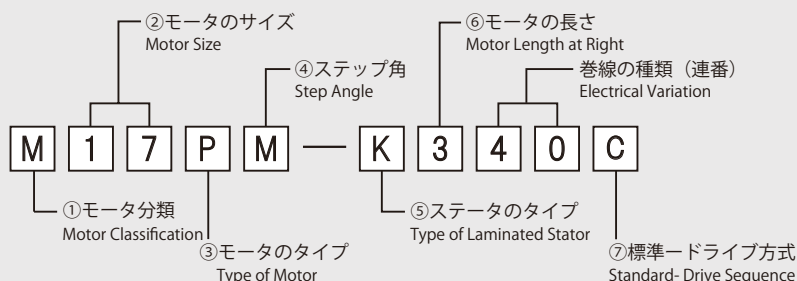 ②モータのサイズ
Motor Size
⑥モータの長さ
Motor Length at Right
④ステップ角
Step Angle
巻線の種類（連番）
Electrical Variation
M 1 7 P M — K 3 4 0 C
①モータ分類
Motor Classification
⑤ステータのタイプ
Type of Laminated Stator
③モータのタイプ
Type of Motor
⑦標準ードライブ方式
Standard- Drive Sequence